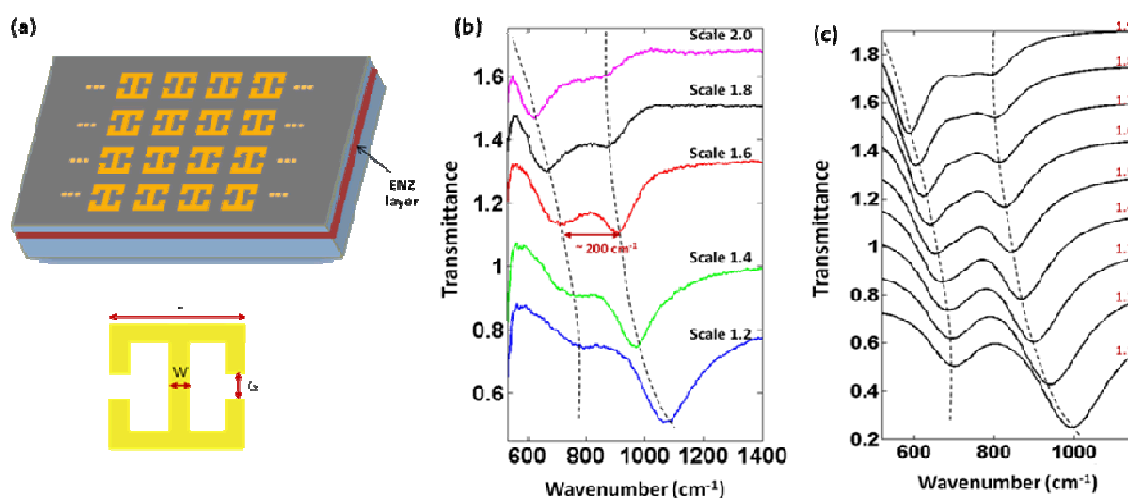 (a)
ENZ
layer
W
G
(b)
Transmittance
1.6
1.4
1.2
1
0.8
0.6
Scale 2.0
Scale 1.8
Scale 1.6
~ 200 cm⁻¹
Scale 1.4
Scale 1.2
600 800 1000 1200 1400
Wavenumber (cm⁻¹)
(c)
Transmittance
1.8
1.6
1.4
1.2
1
0.8
0.6
0.4
0.2
600 800 1000
Wavenumber (cm⁻¹)